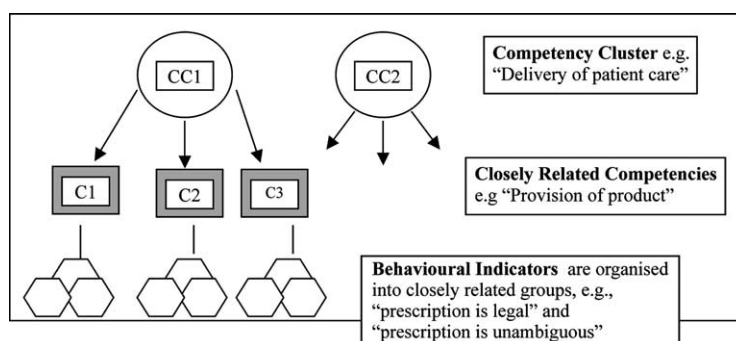 CC1
CC2
Competency Cluster e.g.
“Delivery of patient care”
C1
C2
C3
Closely Related Competencies
e.g “Provision of product”
Behavioural Indicators are organised
into closely related groups, e.g.,
“prescription is legal” and
“prescription is unambiguous”